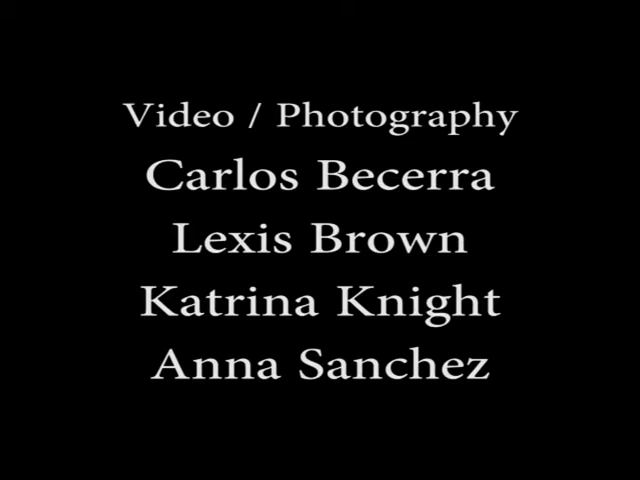 Video / Photography
Carlos Becerra
Lexis Brown
Katrina Knight
Anna Sanchez